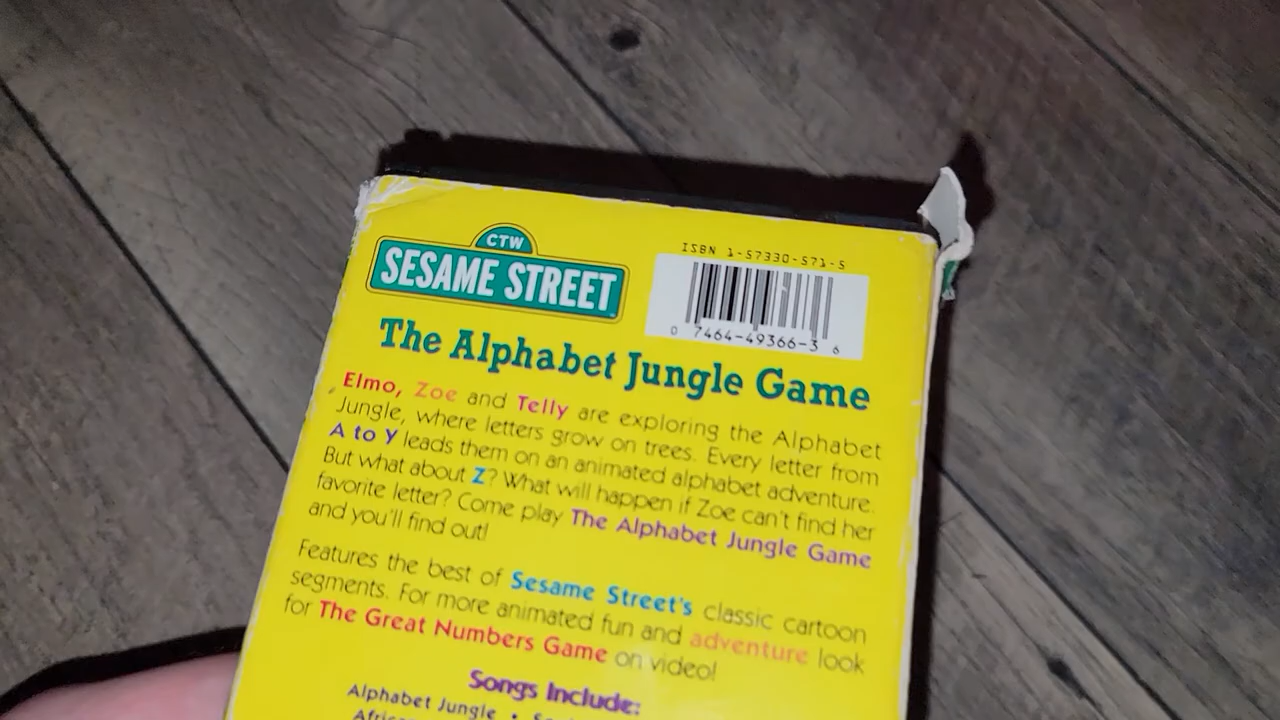 CTW
SESAME STREET
ISBN 1-57330-571-5
0 7464-49366-3 6
The Alphabet Jungle Game
Elmo, Zoe and Telly are exploring the Alphabet
Jungle, where letters grow on trees. Every letter from
A to Y leads them on an animated alphabet adventure.
But what about Z? What will happen if Zoe can't find her
favorite letter? Come play The Alphabet Jungle Game
and you'll find out!
Features the best of Sesame Street's classic cartoon
segments. For more animated fun and adventure look
for The Great Numbers Game on video!
Songs Include:
Alphabet Jungle •